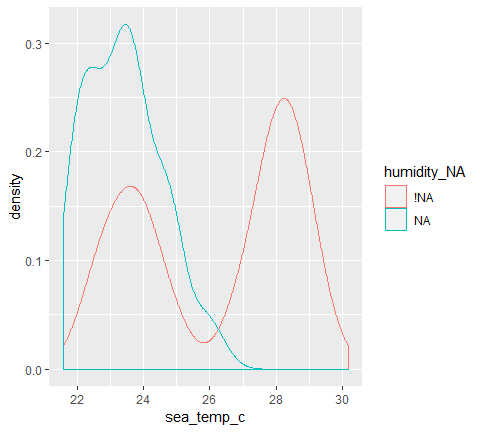 0.3
0.2
0.1
0.0
density
22
24
26
28
30
sea_temp_c
humidity_NA
!NA
NA